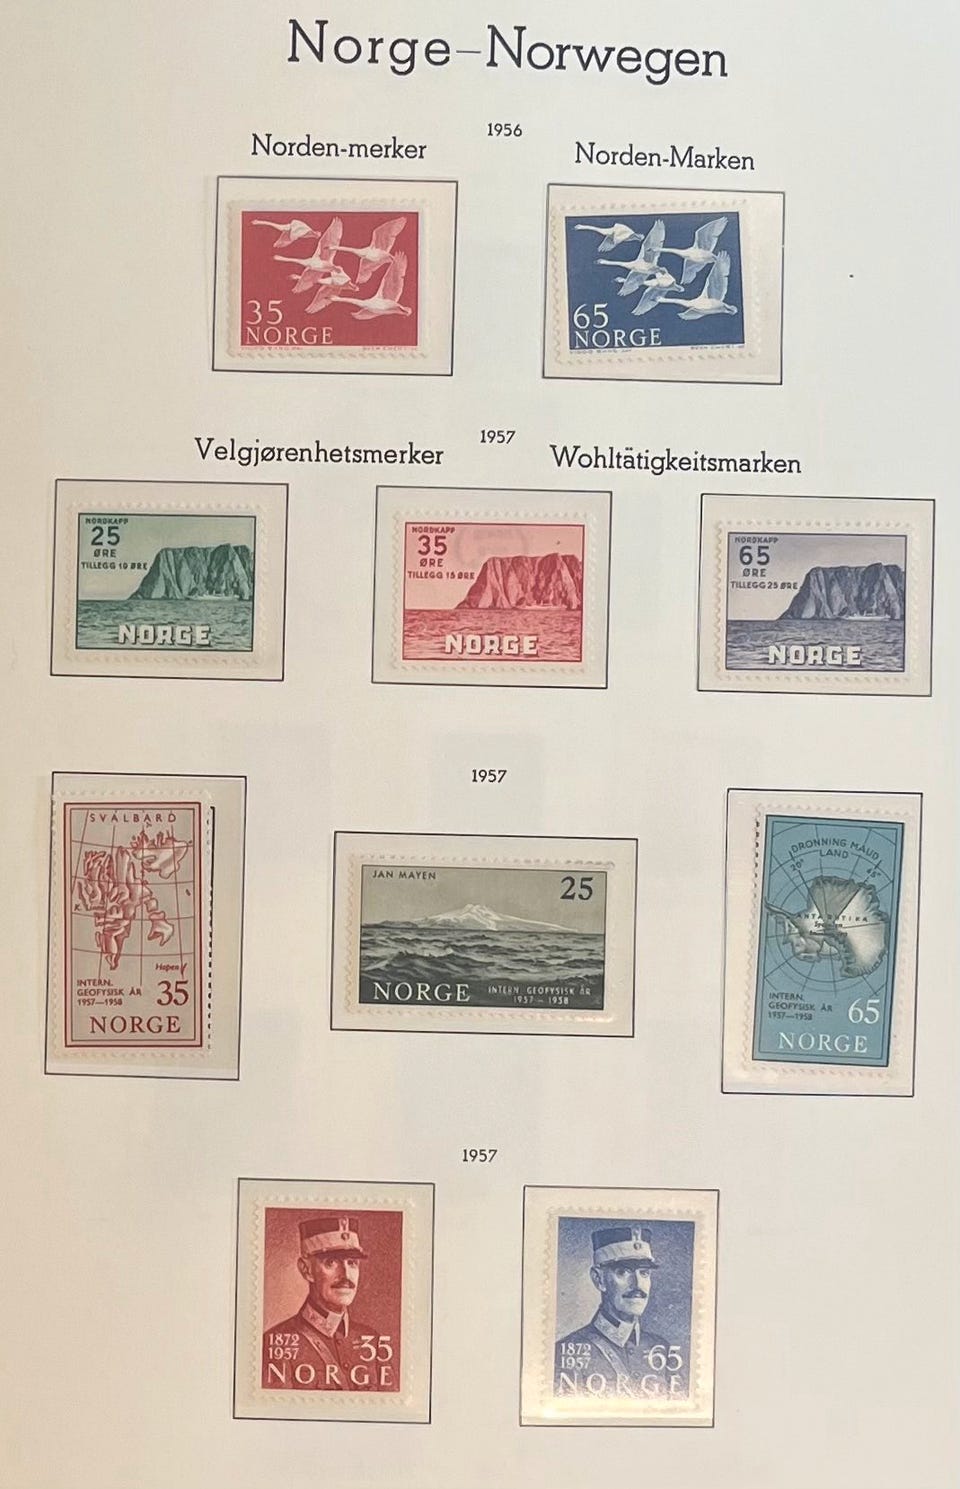 Norge–Norwegen
1956
Norden-merker
Norden-Marken
35
NORGE
65
NORGE
1957
Velgjørenhetsmerker
Wohltätigkeitsmarken
NORDKAPP
25
ØRE
TILLEGG 10 ØRE
NORGE
NORDKAPP
35
ØRE
TILLEGG 15 ØRE
NORGE
NORDKAPP
65
ØRE
TILLEGG 25 ØRE
NORGE
1957
SVALBARD
Hopen
INTERN.
GEOFYSISK ÅR
1957—1958
35
NORGE
JAN MAYEN
25
NORGE
INTERN. GEOFYSISK ÅR
1957 – 1958
DRONNING MAUD
LAND
20°
45°
ANTARKTIKA
INTERN.
GEOFYSISK ÅR
1957—1958
65
NORGE
1957
1872
1957
35
NORGE
1872
1957
65
NORGE